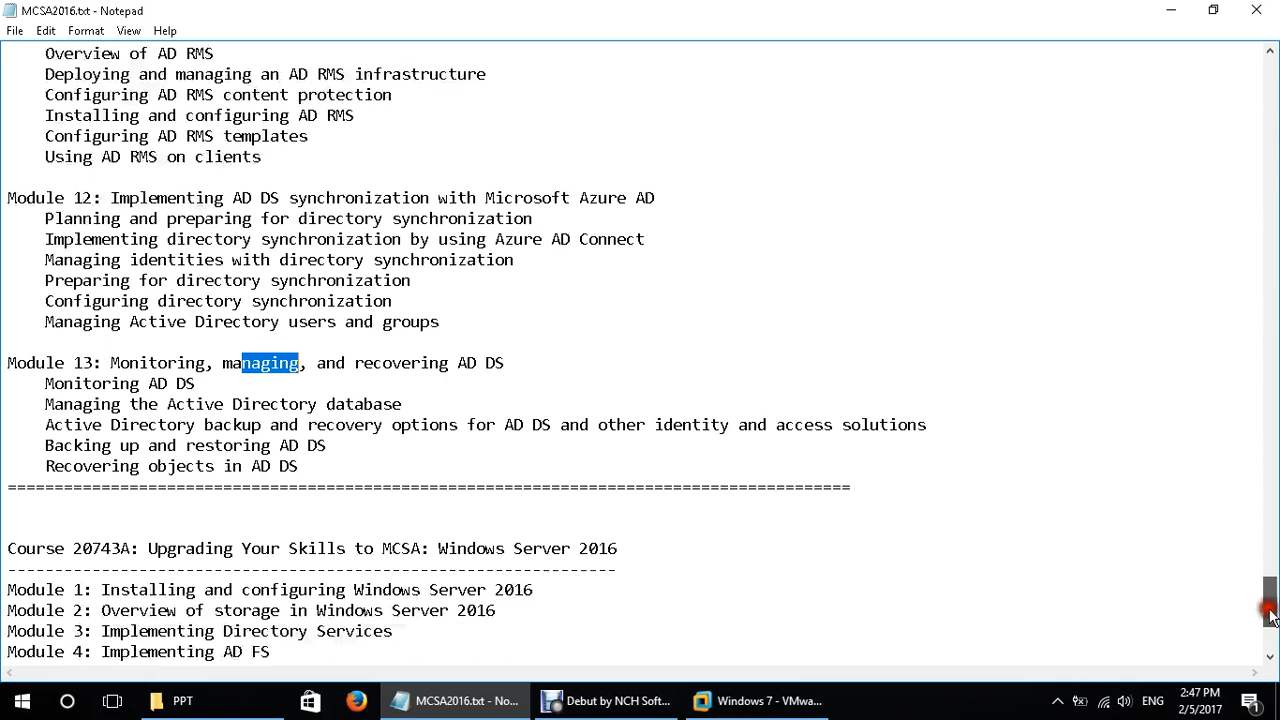 MCSA2016.txt - Notepad
File Edit Format View Help
Overview of AD RMS
Deploying and managing an AD RMS infrastructure
Configuring AD RMS content protection
Installing and configuring AD RMS
Configuring AD RMS templates
Using AD RMS on clients
Module 12: Implementing AD DS synchronization with Microsoft Azure AD
Planning and preparing for directory synchronization
Implementing directory synchronization by using Azure AD Connect
Managing identities with directory synchronization
Preparing for directory synchronization
Configuring directory synchronization
Managing Active Directory users and groups
Module 13: Monitoring, managing, and recovering AD DS
Monitoring AD DS
Managing the Active Directory database
Active Directory backup and recovery options for AD DS and other identity and access solutions
Backing up and restoring AD DS
Recovering objects in AD DS
===========================================================================================
Course 20743A: Upgrading Your Skills to MCSA: Windows Server 2016
-----------------------------------------------------------------
Module 1: Installing and configuring Windows Server 2016
Module 2: Overview of storage in Windows Server 2016
Module 3: Implementing Directory Services
Module 4: Implementing AD FS
PPT
MCSA2016.txt - No...
Debut by NCH Soft...
Windows 7 - VMwa...
ENG
2:47 PM
2/5/2017
1